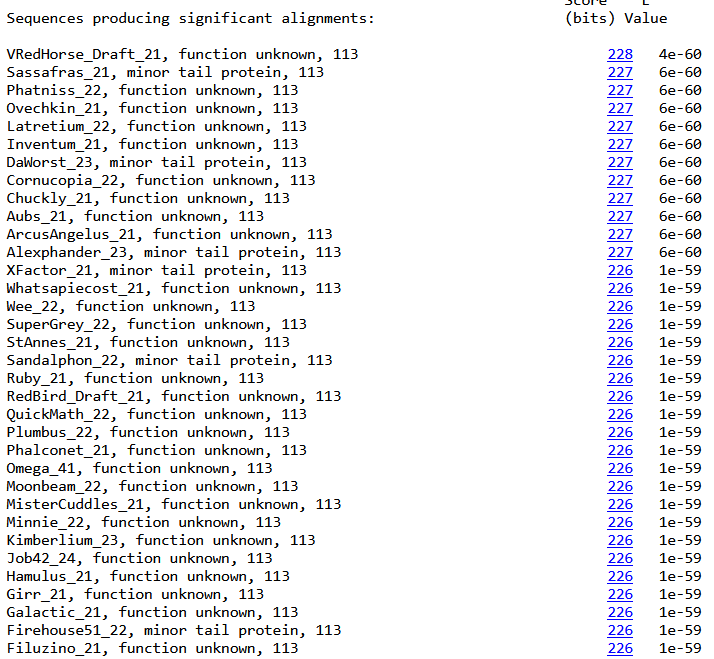 Score E
Sequences producing significant alignments: (bits) Value
VRedHorse_Draft_21, function unknown, 113 228 4e-60
Sassafras_21, minor tail protein, 113 227 6e-60
Phatniss_22, function unknown, 113 227 6e-60
Ovechkin_21, function unknown, 113 227 6e-60
Latretium_22, function unknown, 113 227 6e-60
Inventum_21, function unknown, 113 227 6e-60
DaWorst_23, minor tail protein, 113 227 6e-60
Cornucopia_22, function unknown, 113 227 6e-60
Chuckly_21, function unknown, 113 227 6e-60
Aubs_21, function unknown, 113 227 6e-60
ArcusAngelus_21, function unknown, 113 227 6e-60
Alexphander_23, minor tail protein, 113 227 6e-60
XFactor_21, minor tail protein, 113 226 1e-59
Whatsapiecost_21, function unknown, 113 226 1e-59
Wee_22, function unknown, 113 226 1e-59
SuperGrey_22, function unknown, 113 226 1e-59
StAnnes_21, function unknown, 113 226 1e-59
Sandalphon_22, minor tail protein, 113 226 1e-59
Ruby_21, function unknown, 113 226 1e-59
RedBird_Draft_21, function unknown, 113 226 1e-59
QuickMath_22, function unknown, 113 226 1e-59
Plumbus_22, function unknown, 113 226 1e-59
Phalconet_21, function unknown, 113 226 1e-59
Omega_41, function unknown, 113 226 1e-59
Moonbeam_22, function unknown, 113 226 1e-59
MisterCuddles_21, function unknown, 113 226 1e-59
Minnie_22, function unknown, 113 226 1e-59
Kimberlium_23, function unknown, 113 226 1e-59
Job42_24, function unknown, 113 226 1e-59
Hamulus_21, function unknown, 113 226 1e-59
Girr_21, function unknown, 113 226 1e-59
Galactic_21, function unknown, 113 226 1e-59
Firehouse51_22, minor tail protein, 113 226 1e-59
Filuzino_21, function unknown, 113 226 1e-59